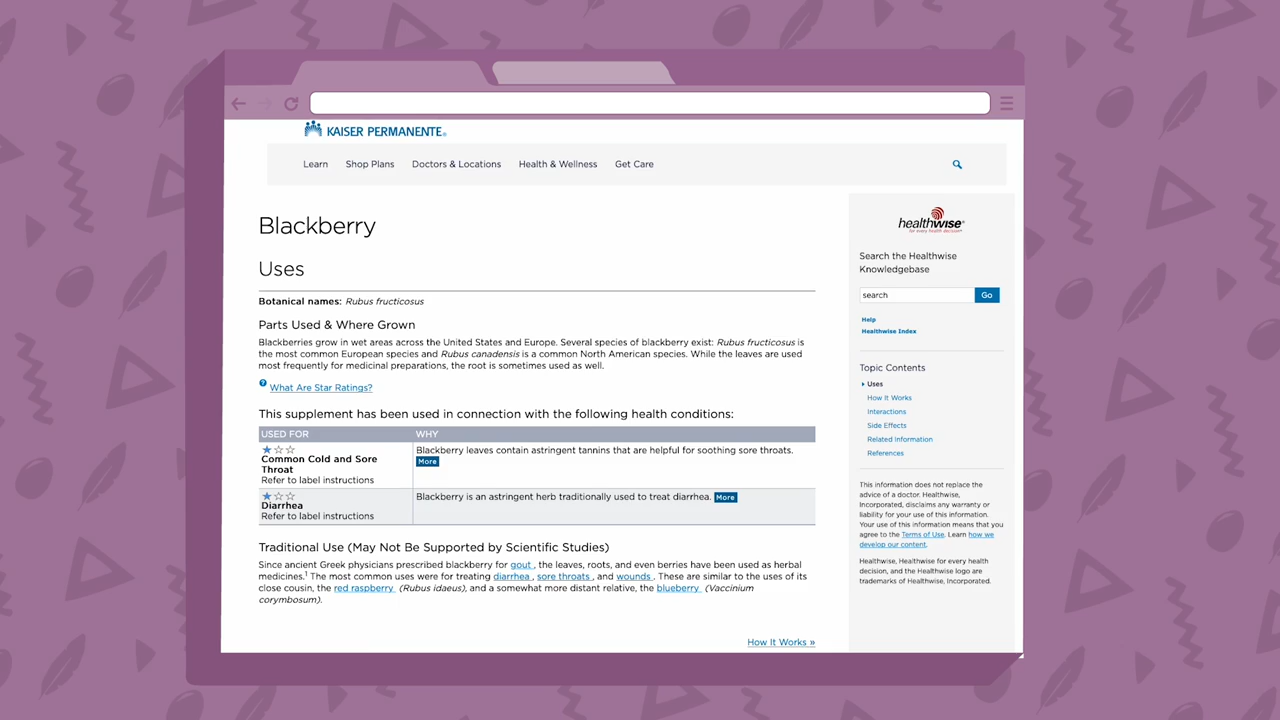 KAISER PERMANENTE®
Learn Shop Plans Doctors & Locations Health & Wellness Get Care
Blackberry
Uses
Botanical names: Rubus fructicosus
Parts Used & Where Grown
Blackberries grow in wet areas across the United States and Europe. Several species of blackberry exist: Rubus fructicosus is
the most common European species and Rubus canadensis is a common North American species. While the leaves are used
most frequently for medicinal preparations, the root is sometimes used as well.
? What Are Star Ratings?
This supplement has been used in connection with the following health conditions:
USED FOR WHY
Common Cold and Sore
Throat
Refer to label instructions
Blackberry leaves contain astringent tannins that are helpful for soothing sore throats.
More
Diarrhea
Refer to label instructions
Blackberry is an astringent herb traditionally used to treat diarrhea. More
Traditional Use (May Not Be Supported by Scientific Studies)
Since ancient Greek physicians prescribed blackberry for gout , the leaves, roots, and even berries have been used as herbal
medicines.1 The most common uses were for treating diarrhea , sore throats , and wounds . These are similar to the uses of its
close cousin, the red raspberry (Rubus idaeus), and a somewhat more distant relative, the blueberry (Vaccinium
corymbosum).
How It Works »
healthwise®
for every health decision®
Search the Healthwise
Knowledgebase
search Go
Help
Healthwise Index
Topic Contents
Uses
How It Works
Interactions
Side Effects
Related Information
References
This information does not replace the
advice of a doctor. Healthwise,
Incorporated, disclaims any warranty or
liability for your use of this information.
Your use of this information means that you
agree to the Terms of Use. Learn how we
develop our content.
Healthwise, Healthwise for every health
decision, and the Healthwise logo are
trademarks of Healthwise, Incorporated.